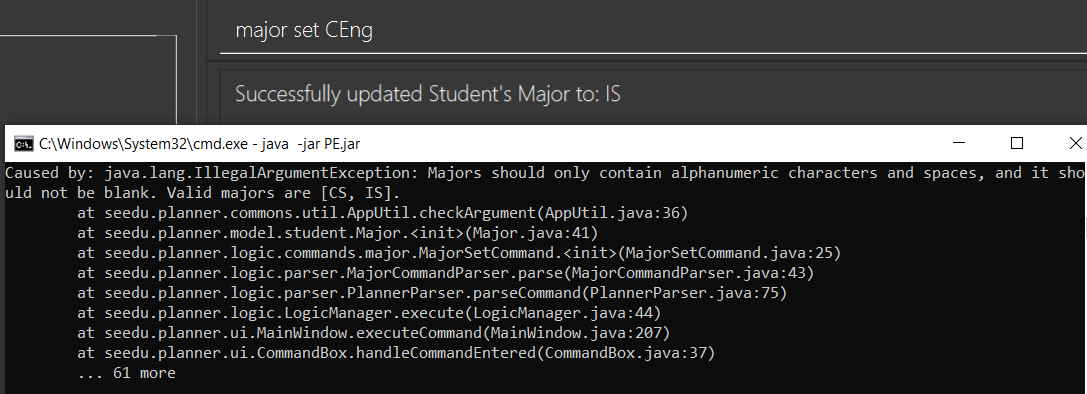 major set CEng
Successfully updated Student's Major to: IS
C:\Windows\System32\cmd.exe - java  -jar PE.jar
Caused by: java.lang.IllegalArgumentException: Majors should only contain alphanumeric characters and spaces, and it sho
uld not be blank. Valid majors are [CS, IS].
        at seedu.planner.commons.util.AppUtil.checkArgument(AppUtil.java:36)
        at seedu.planner.model.student.Major.<init>(Major.java:41)
        at seedu.planner.logic.commands.major.MajorSetCommand.<init>(MajorSetCommand.java:25)
        at seedu.planner.logic.parser.MajorCommandParser.parse(MajorCommandParser.java:43)
        at seedu.planner.logic.parser.PlannerParser.parseCommand(PlannerParser.java:75)
        at seedu.planner.logic.LogicManager.execute(LogicManager.java:44)
        at seedu.planner.ui.MainWindow.executeCommand(MainWindow.java:207)
        at seedu.planner.ui.CommandBox.handleCommandEntered(CommandBox.java:37)
        ... 61 more